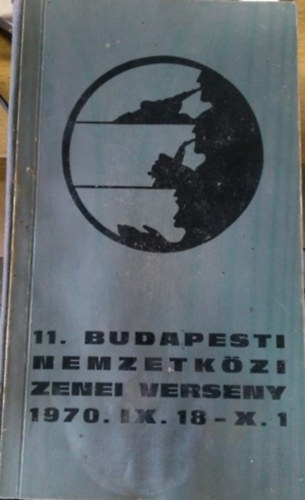 11. BUDAPESTI
NEMZETKÖZI
ZENEI VERSENY
1970. IX. 18 - X. 1